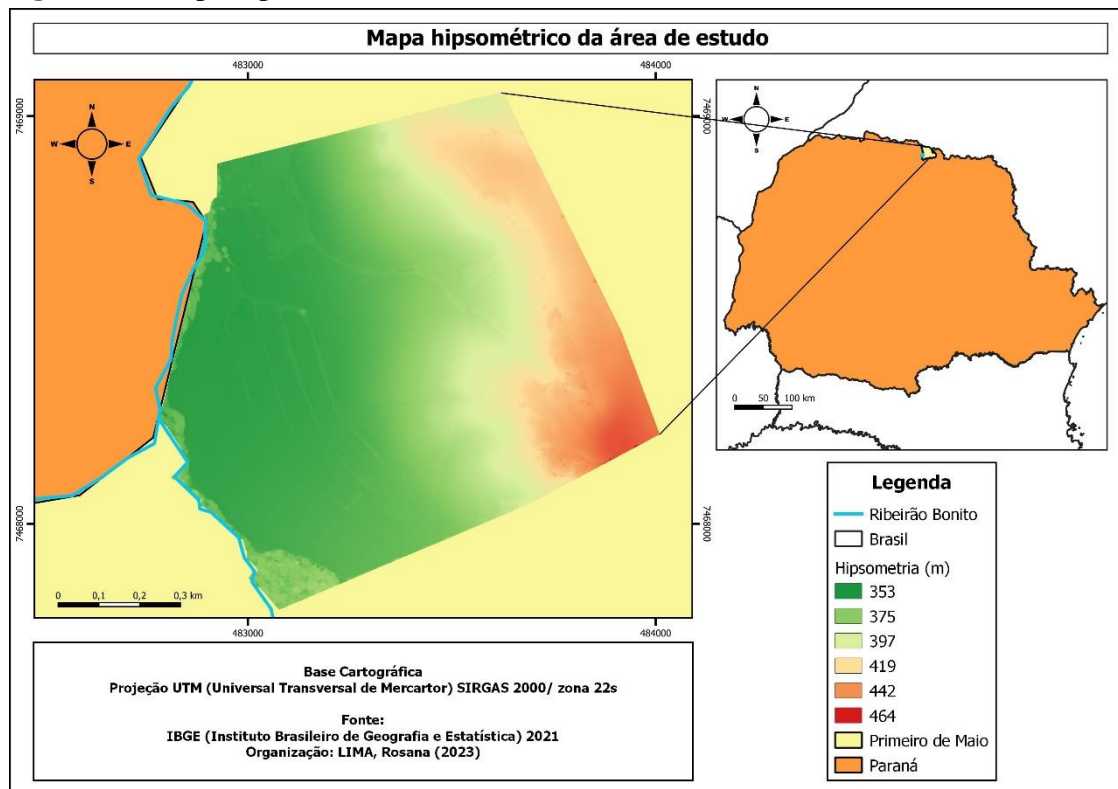 Mapa hipsométrico da área de estudo
483000
484000
7469000
7469000
N
W
E
S
N
W
E
S
0 50 100 km
7468000
7468000
0 0,1 0,2 0,3 km
483000
484000
Legenda
Ribeirão Bonito
Brasil
Hipsometria (m)
353
375
397
419
442
464
Primeiro de Maio
Paraná
Base Cartográfica
Projeção UTM (Universal Transversal de Mercartor) SIRGAS 2000/ zona 22s
Fonte:
IBGE (Instituto Brasileiro de Geografia e Estatística) 2021
Organização: LIMA, Rosana (2023)